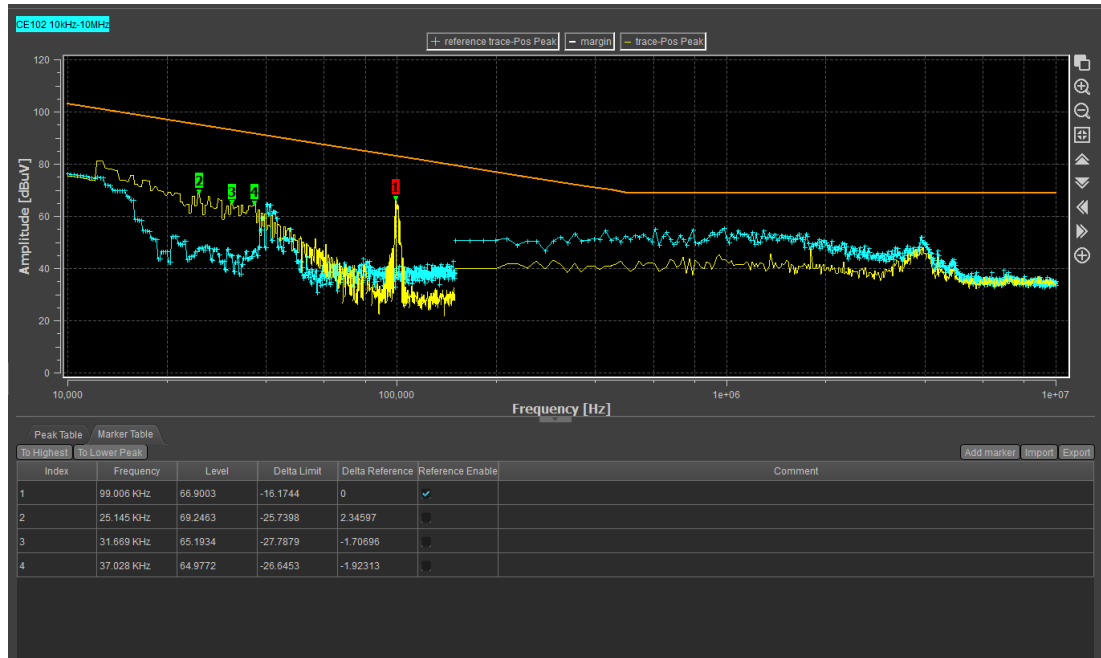 CE102 10kHz-10MHz
reference trace-Pos Peak margin trace-Pos Peak
120
100
80
60
40
20
0
Amplitude [dBuV]
2 3 4 1
10,000 100,000 1e+06 1e+07
Frequency [Hz]
Peak Table Marker Table
To Highest To Lower Peak Add marker Import Export
Index Frequency Level Delta Limit Delta Reference Reference Enable Comment
1 99.006 KHz 66.9003 -16.1744 0
2 25.145 KHz 69.2463 -25.7398 2.34597
3 31.669 KHz 65.1934 -27.7879 -1.70696
4 37.028 KHz 64.9772 -26.6453 -1.92313